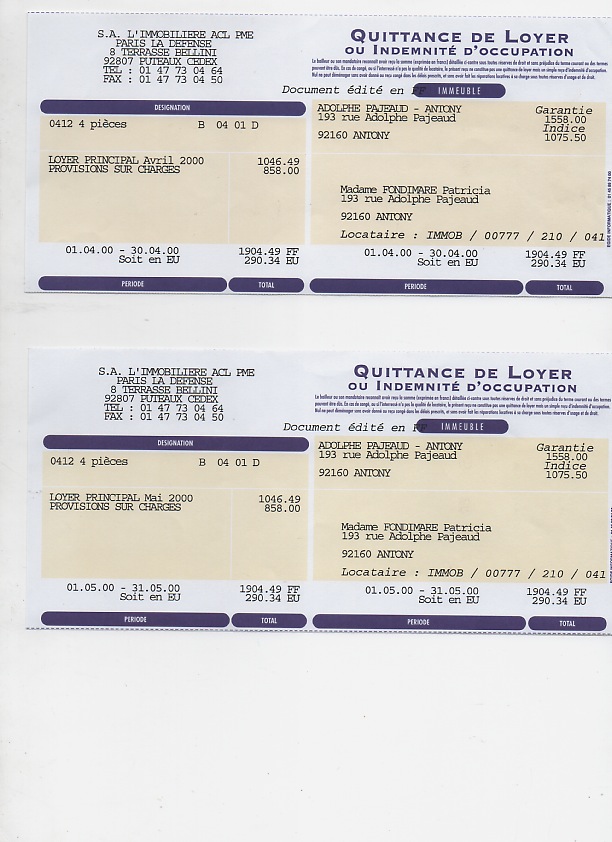 S.A. L'IMMOBILIERE ACL PME
PARIS LA DEFENSE
8 TERRASSE BELLINI
92807 PUTEAUX CEDEX
TEL : 01 47 73 04 64
FAX : 01 47 73 04 50
QUITTANCE DE LOYER
OU INDEMNITÉ D'OCCUPATION
Document édité en FF IMMEUBLE
DESIGNATION
0412 4 pièces B 04 01 D
LOYER PRINCIPAL Avril 2000 1046.49
PROVISIONS SUR CHARGES 858.00
ADOLPHE PAJEAUD - ANTONY
193 rue Adolphe Pajeaud
92160 ANTONY
Garantie
1558.00
Indice
1075.50
Madame FONDIMARE Patricia
193 rue Adolphe Pajeaud
92160 ANTONY
Locataire : IMMOB / 00777 / 210 / 041
01.04.00 - 30.04.00 1904.49 FF
Soit en EU 290.34 EU
01.04.00 - 30.04.00 1904.49 FF
Soit en EU 290.34 EU
PERIODE TOTAL PERIODE TOTAL
S.A. L'IMMOBILIERE ACL PME
PARIS LA DEFENSE
8 TERRASSE BELLINI
92807 PUTEAUX CEDEX
TEL : 01 47 73 04 64
FAX : 01 47 73 04 50
QUITTANCE DE LOYER
OU INDEMNITÉ D'OCCUPATION
Document édité en FF IMMEUBLE
DESIGNATION
0412 4 pièces B 04 01 D
LOYER PRINCIPAL Mai 2000 1046.49
PROVISIONS SUR CHARGES 858.00
ADOLPHE PAJEAUD - ANTONY
193 rue Adolphe Pajeaud
92160 ANTONY
Garantie
1558.00
Indice
1075.50
Madame FONDIMARE Patricia
193 rue Adolphe Pajeaud
92160 ANTONY
Locataire : IMMOB / 00777 / 210 / 041
01.05.00 - 31.05.00 1904.49 FF
Soit en EU 290.34 EU
01.05.00 - 31.05.00 1904.49 FF
Soit en EU 290.34 EU
PERIODE TOTAL PERIODE TOTAL